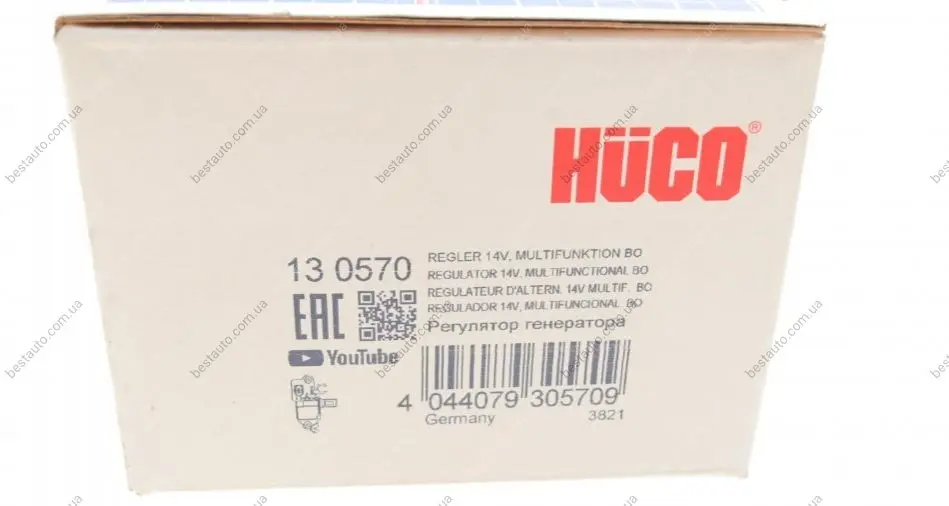 HÜCO®
13 0570
REGLER 14V, MULTIFUNKTION BO
REGULATOR 14V, MULTIFUNCTIONAL BO
REGULATEUR D'ALTERN. 14V MULTIF. BO
REGULADOR 14V, MULTIFUNCIONAL BO
Регулятор генератора
EAC
YouTube
4 044079 305709
Germany 3821
bestauto.com.ua